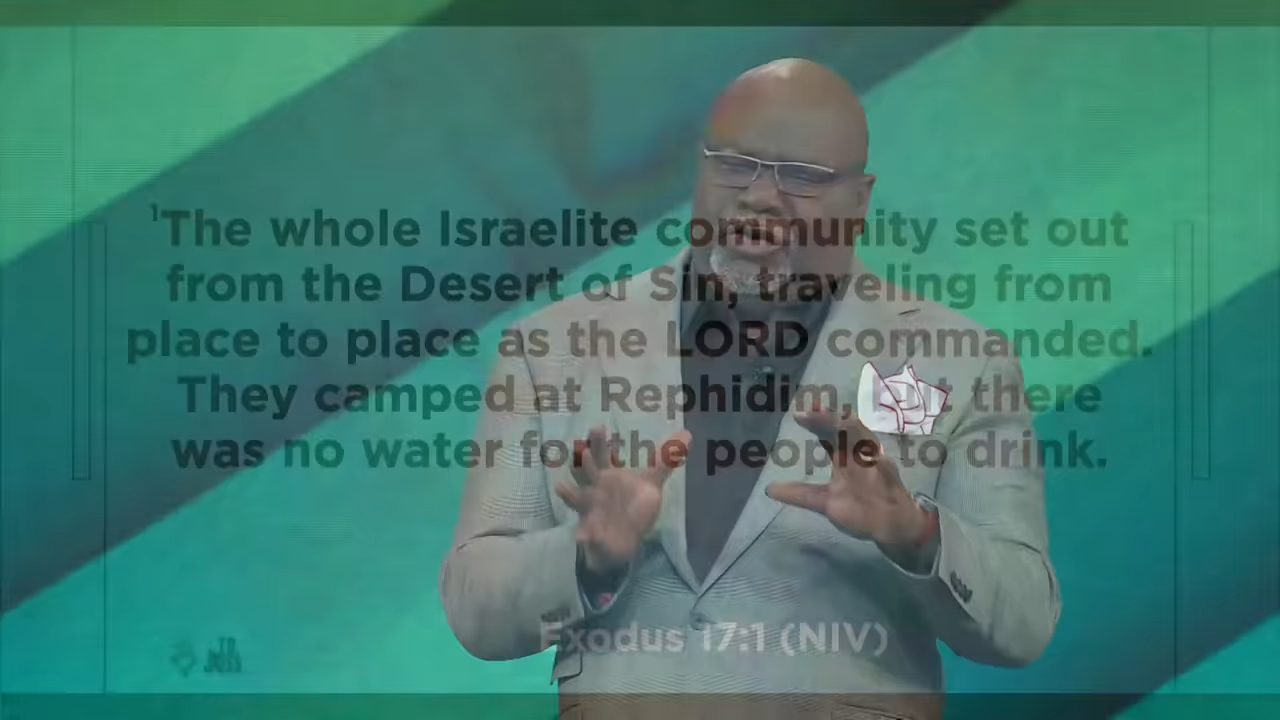 ¹The whole Israelite community set out
from the Desert of Sin, traveling from
place to place as the LORD commanded.
They camped at Rephidim, but there
was no water for the people to drink.
Exodus 17:1 (NIV)